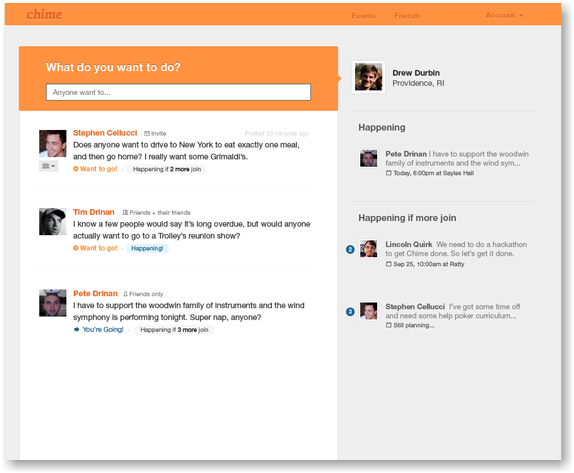 chime
Events
Friends
Account
What do you want to do?
Anyone want to...
Stephen Cellucci
Invite
Posted 20 minutes ago
Does anyone want to drive to New York to eat exactly one meal,
and then go home? I really want some Grimaldi's.
Want to go!
Happening if 2 more join
Tim Drinan
Friends + their friends
I know a few people would say it's long overdue, but would anyone
actually want to go to a Trolley's reunion show?
Want to go!
Happening!
Pete Drinan
Friends only
I have to support the woodwin family of instruments and the wind
symphony is performing tonight. Super nap, anyone?
You're Going!
Happening if 3 more join
Drew Durbin
Providence, RI
Happening
Pete Drinan I have to support the woodwin
family of instruments and the wind sym...
Today, 6:00pm at Sayles Hall
Happening if more join
2
Lincoln Quirk We need to do a hackathon
to get Chime done. So let's get it done.
Sep 25, 10:00am at Ratty
3
Stephen Cellucci I've got some time off
and need some help poker curriculum...
Still planning...